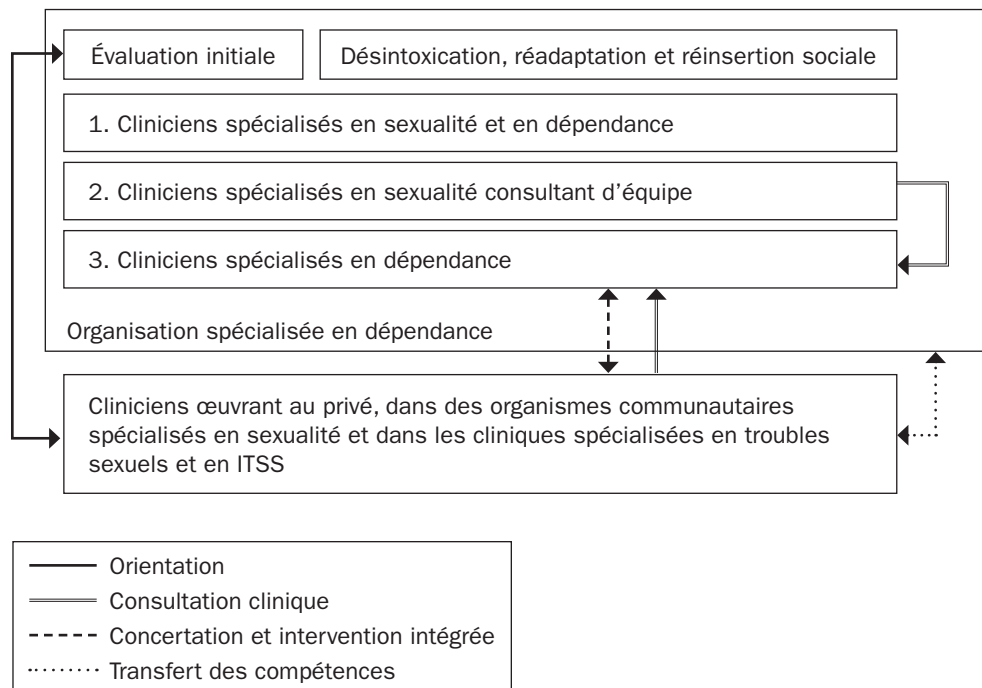 Évaluation initiale
Désintoxication, réadaptation et réinsertion sociale
1. Cliniciens spécialisés en sexualité et en dépendance
2. Cliniciens spécialisés en sexualité consultant d'équipe
3. Cliniciens spécialisés en dépendance
Organisation spécialisée en dépendance
Cliniciens œuvrant au privé, dans des organismes communautaires
spécialisés en sexualité et dans les cliniques spécialisées en troubles
sexuels et en ITSS
Orientation
Consultation clinique
Concertation et intervention intégrée
Transfert des compétences